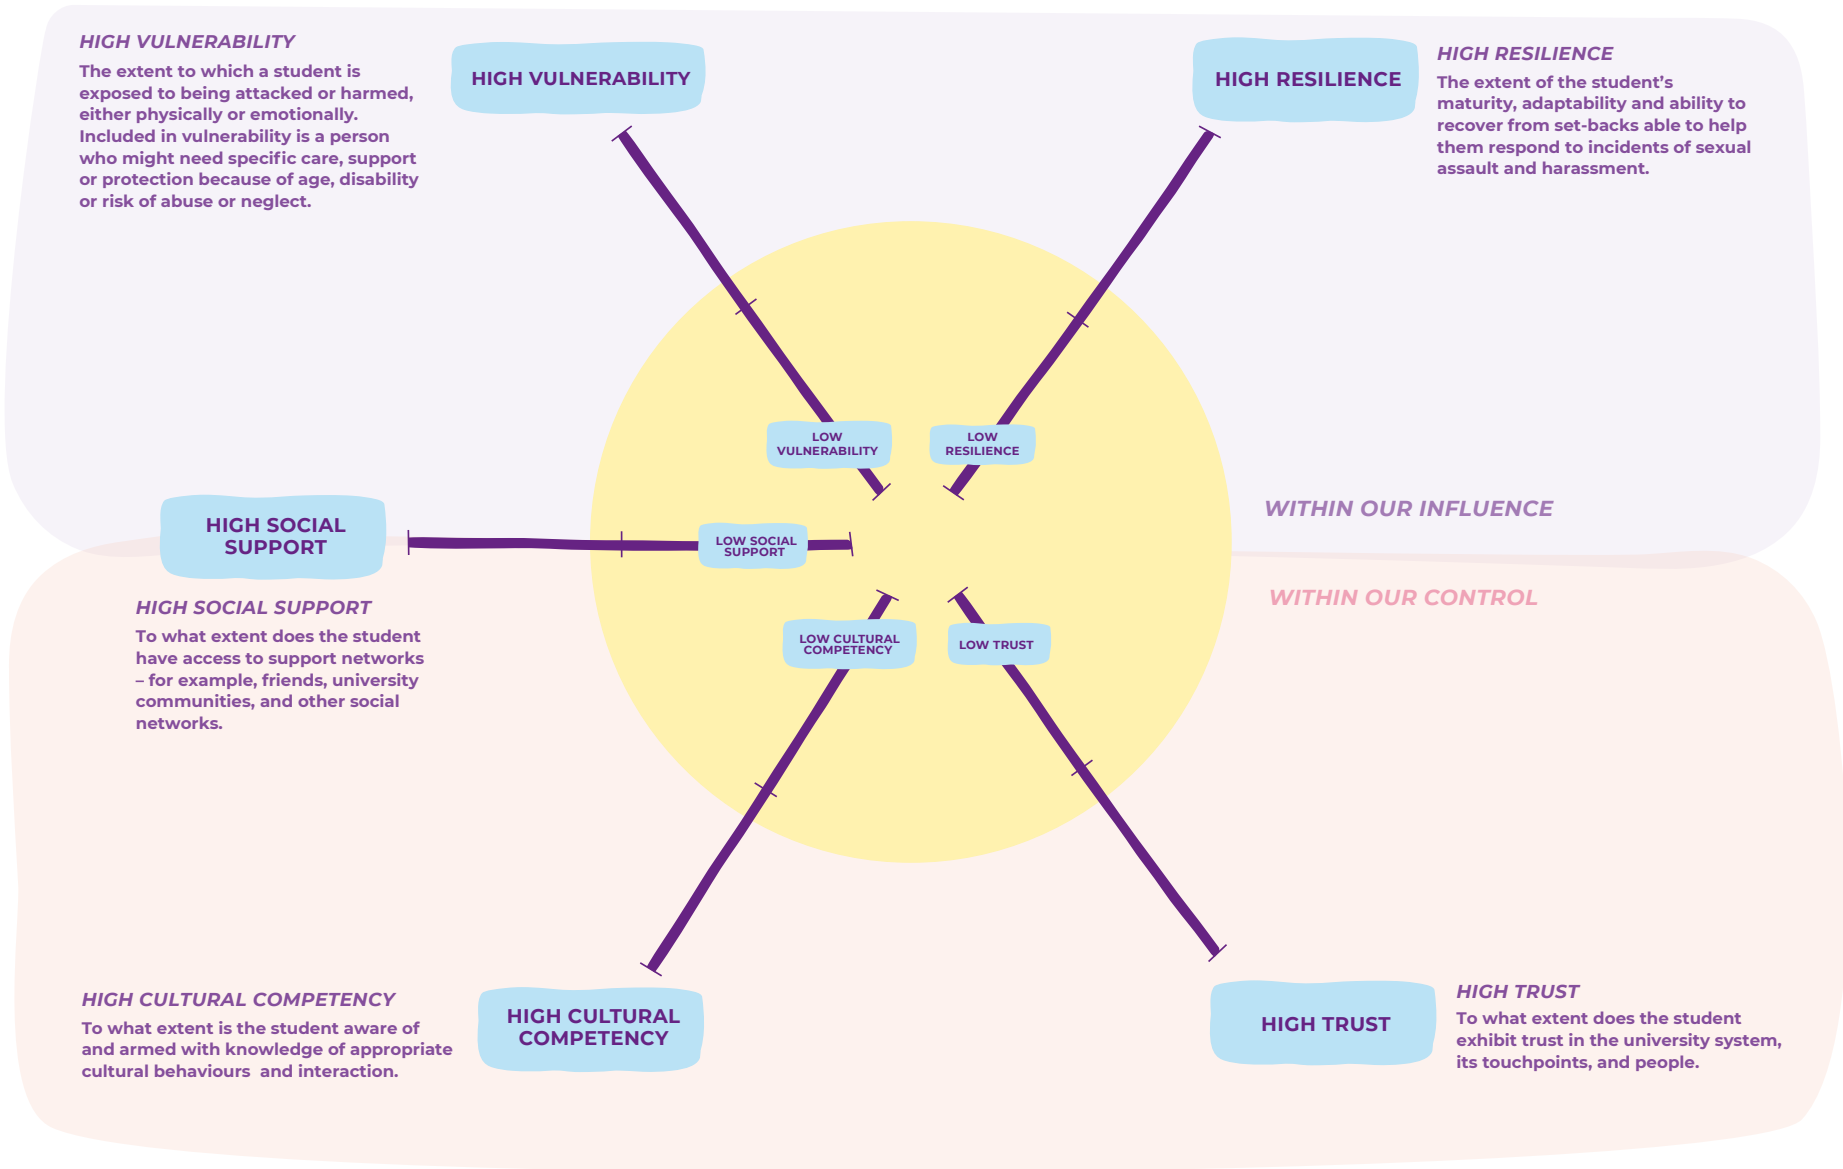 HIGH VULNERABILITY
The extent to which a student is
exposed to being attacked or harmed,
either physically or emotionally.
Included in vulnerability is a person
who might need specific care, support
or protection because of age, disability
or risk of abuse or neglect.
HIGH VULNERABILITY
HIGH RESILIENCE
HIGH RESILIENCE
The extent of the student’s
maturity, adaptability and ability to
recover from set-backs able to help
them respond to incidents of sexual
assault and harassment.
LOW
VULNERABILITY
LOW
RESILIENCE
HIGH SOCIAL
SUPPORT
LOW SOCIAL
SUPPORT
WITHIN OUR INFLUENCE
WITHIN OUR CONTROL
HIGH SOCIAL SUPPORT
To what extent does the student
have access to support networks
– for example, friends, university
communities, and other social
networks.
LOW CULTURAL
COMPETENCY
LOW TRUST
HIGH CULTURAL COMPETENCY
To what extent is the student aware of
and armed with knowledge of appropriate
cultural behaviours  and interaction.
HIGH CULTURAL
COMPETENCY
HIGH TRUST
HIGH TRUST
To what extent does the student
exhibit trust in the university system,
its touchpoints, and people.